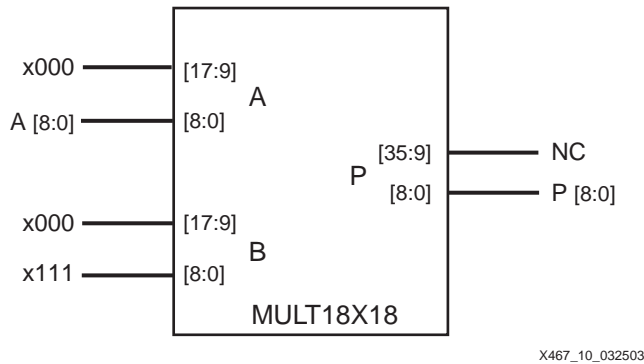 x000 [17:9]
A
A [8:0] [8:0]
[35:9] NC
P
[8:0] P [8:0]
x000 [17:9]
B
x111 [8:0]
MULT18X18
X467_10_032503